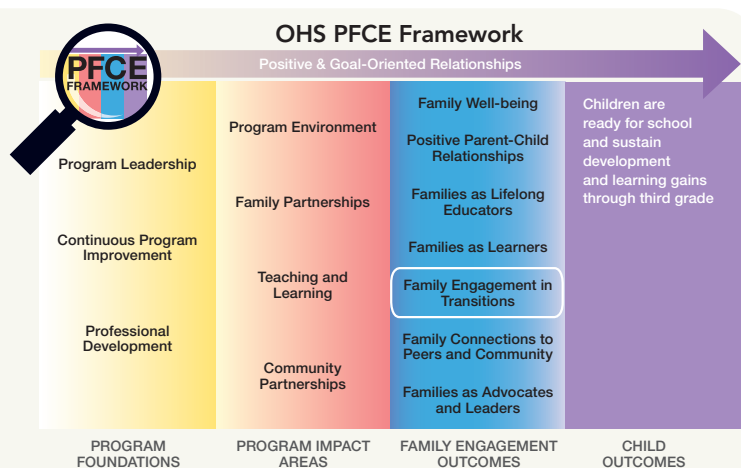 OHS PFCE Framework
PFCE
FRAMEWORK
Positive & Goal-Oriented Relationships
Program Leadership
Continuous Program
Improvement
Professional
Development
Program Environment
Family Partnerships
Teaching and
Learning
Community
Partnerships
Family Well-being
Positive Parent-Child
Relationships
Families as Lifelong
Educators
Families as Learners
Family Engagement in
Transitions
Family Connections to
Peers and Community
Families as Advocates
and Leaders
Children are
ready for school
and sustain
development
and learning gains
through third grade
PROGRAM
FOUNDATIONS
PROGRAM IMPACT
AREAS
FAMILY ENGAGEMENT
OUTCOMES
CHILD
OUTCOMES